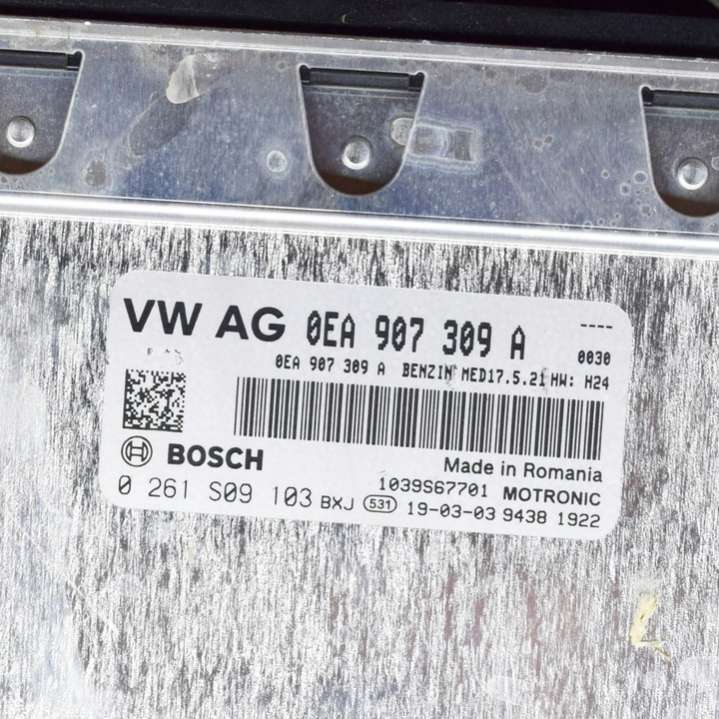 VW AG 0EA 907 309 A ----
0030
0EA 907 309 A BENZIN MED17.5.21 HW: H24
BOSCH
Made in Romania
1039S67701 MOTRONIC
0 261 S09 103 BXJ 531 19-03-03 9438 1922